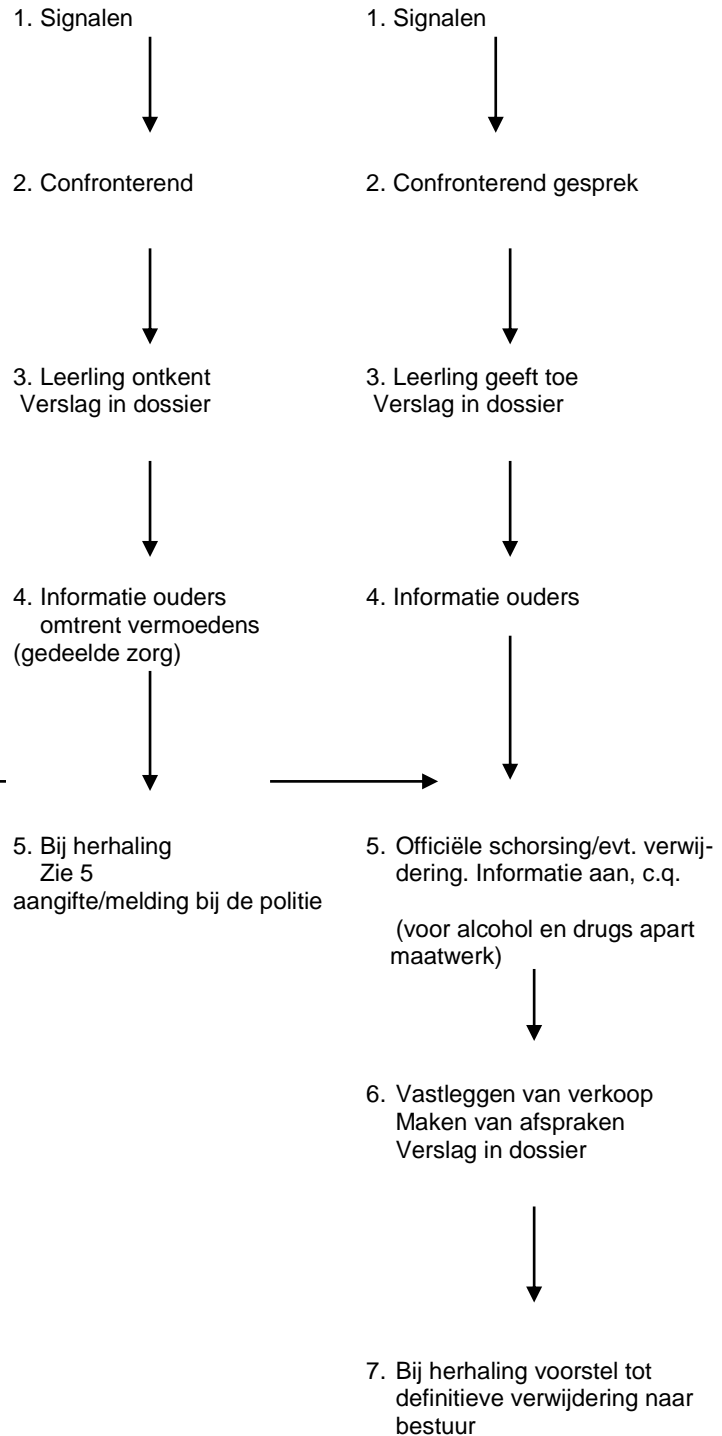 1. Signalen
2. Confronterend
3. Leerling ontkent
Verslag in dossier
4. Informatie ouders
omtrent vermoedens
(gedeelde zorg)
5. Bij herhaling
Zie 5
aangifte/melding bij de politie
1. Signalen
2. Confronterend gesprek
3. Leerling geeft toe
Verslag in dossier
4. Informatie ouders
5. Officiële schorsing/evt. verwij-
dering. Informatie aan, c.q.
(voor alcohol en drugs apart
maatwerk)
6. Vastleggen van verkoop
Maken van afspraken
Verslag in dossier
7. Bij herhaling voorstel tot
definitieve verwijdering naar
bestuur